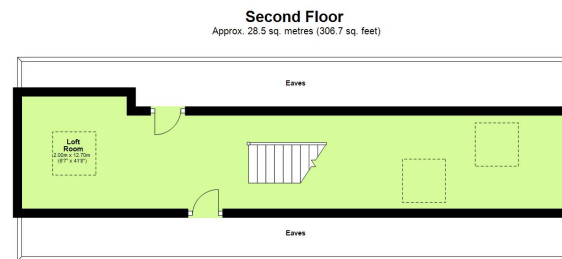 Second Floor
Approx. 28.5 sq. metres (306.7 sq. feet)
Eaves
Loft
Room
2.00m x 12.70m
(6'7" x 41'8")
Eaves